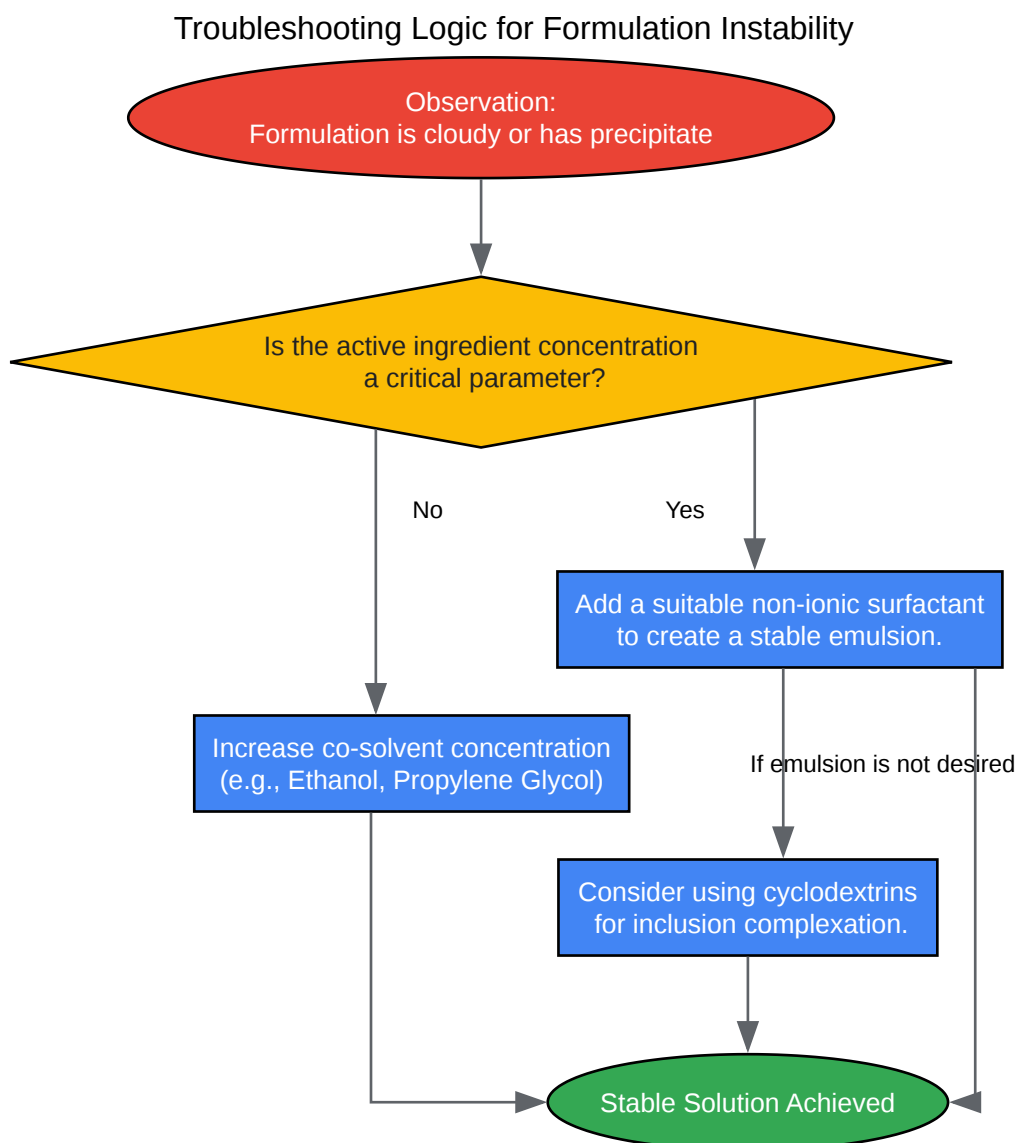 Troubleshooting Logic for Formulation Instability
Observation:
Formulation is cloudy or has precipitate
Is the active ingredient concentration
a critical parameter?
No
Yes
Add a suitable non-ionic surfactant
to create a stable emulsion.
Increase co-solvent concentration
(e.g., Ethanol, Propylene Glycol)
If emulsion is not desired
Consider using cyclodextrins
for inclusion complexation.
Stable Solution Achieved